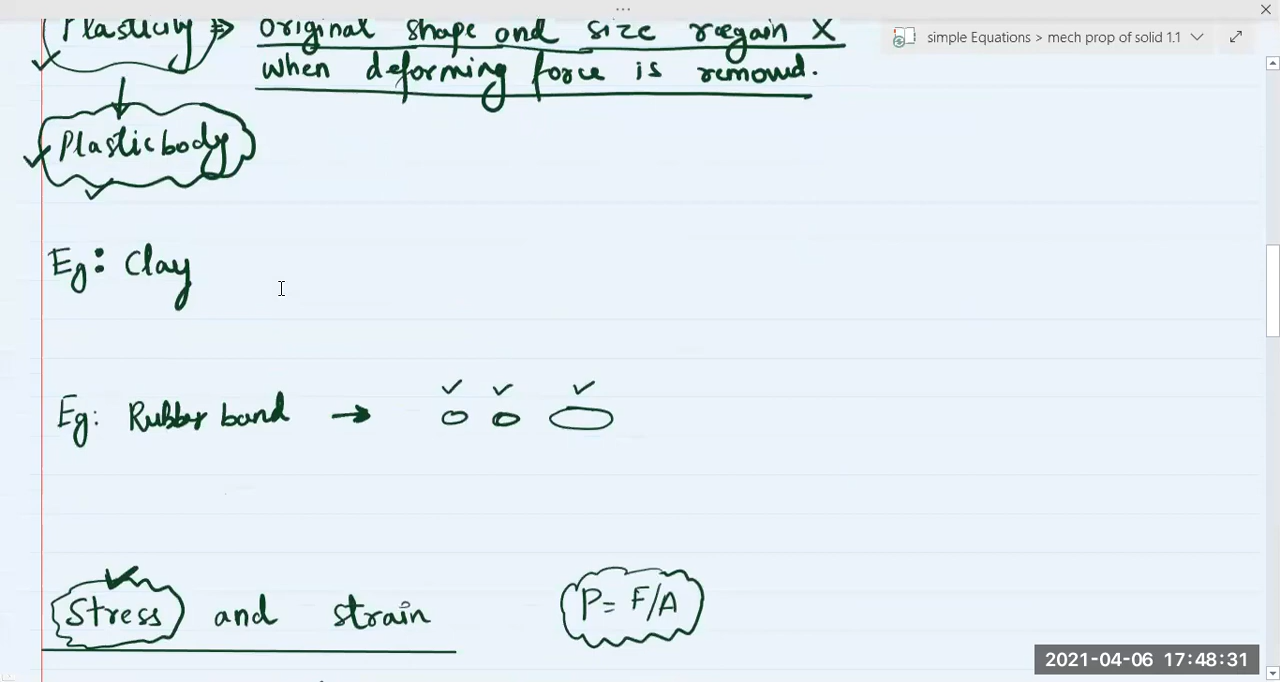 Plasticity ⇒ original shape and size regain X
simple Equations > mech prop of solid 1.1
when deforming force is removd.
Plastic body
Eg: Clay
Eg: Rubber band →
Stress and strain
P = F/A
2021-04-06 17:48:31